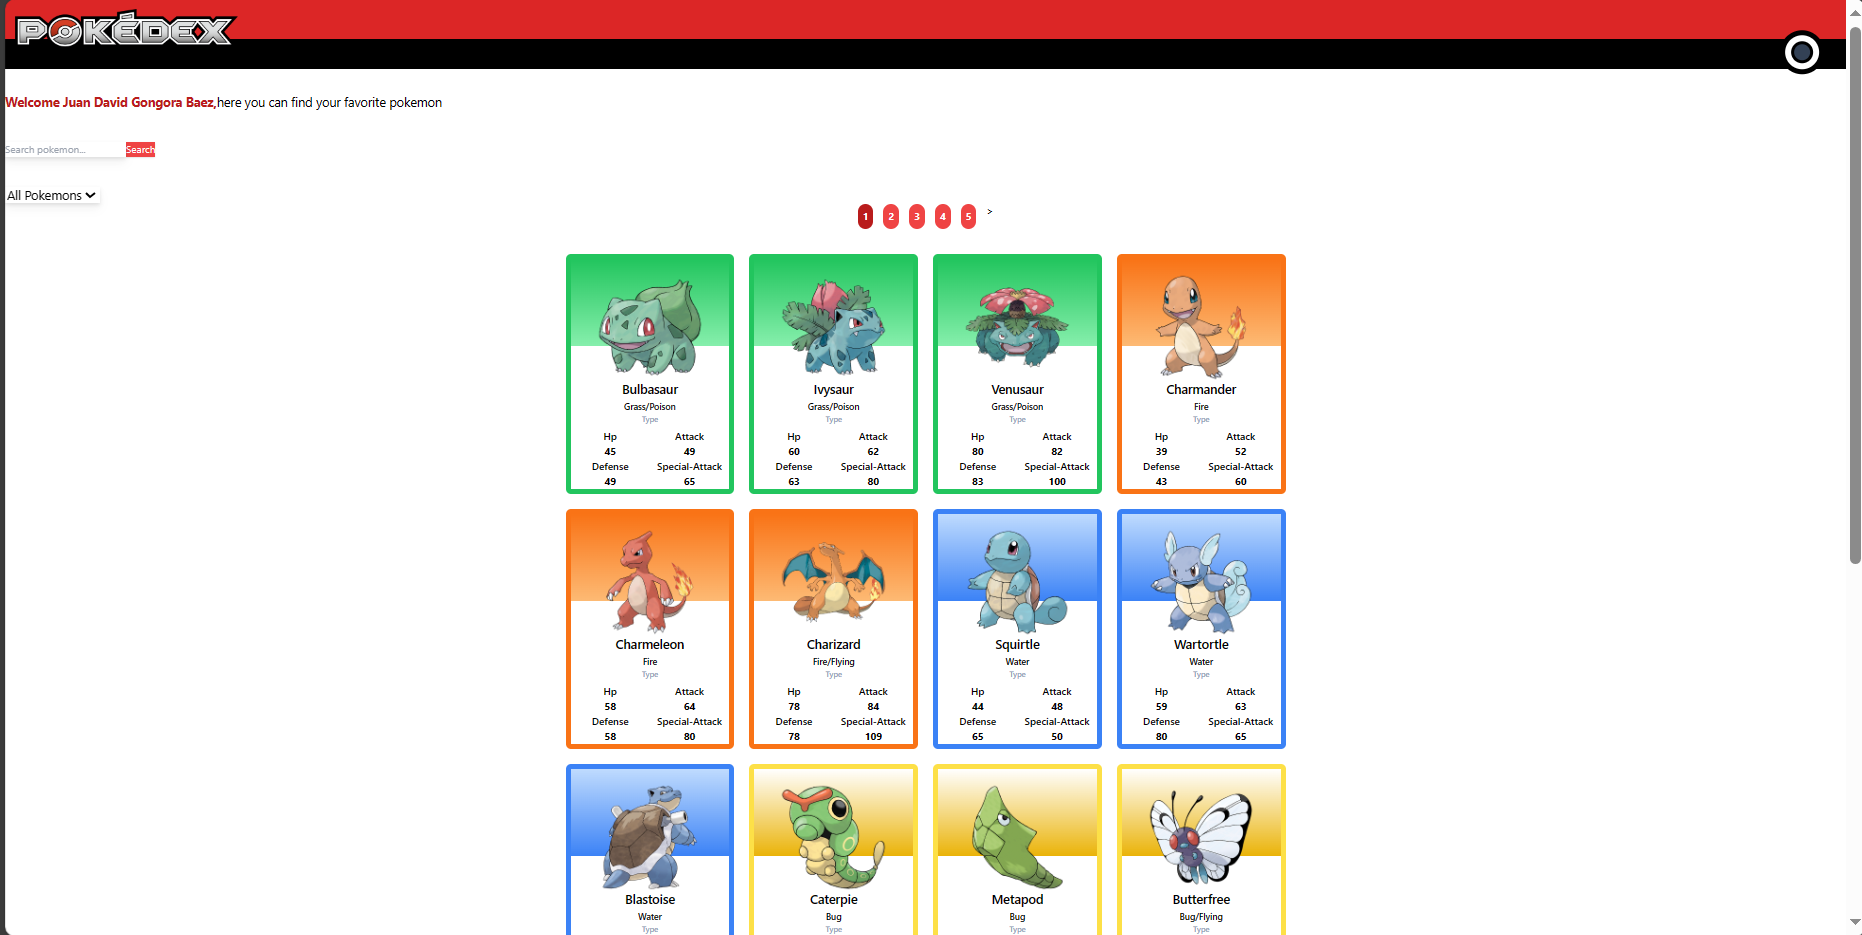 POKÉDEX
Welcome Juan David Gongora Baez,here you can find your favorite pokemon
Search pokemon... Search
All Pokemons
1 2 3 4 5 >
Bulbasaur Ivysaur Venusaur Charmander
Grass/Poison Grass/Poison Grass/Poison Fire
Type Type Type Type
Hp Attack Hp Attack Hp Attack Hp Attack
45 49 60 62 80 82 39 52
Defense Special-Attack Defense Special-Attack Defense Special-Attack Defense Special-Attack
49 65 63 80 83 100 43 60
Charmeleon Charizard Squirtle Wartortle
Fire Fire/Flying Water Water
Type Type Type Type
Hp Attack Hp Attack Hp Attack Hp Attack
58 64 78 84 44 48 59 63
Defense Special-Attack Defense Special-Attack Defense Special-Attack Defense Special-Attack
58 80 78 109 65 50 80 65
Blastoise Caterpie Metapod Butterfree
Water Bug Bug Bug/Flying
Type Type Type Type